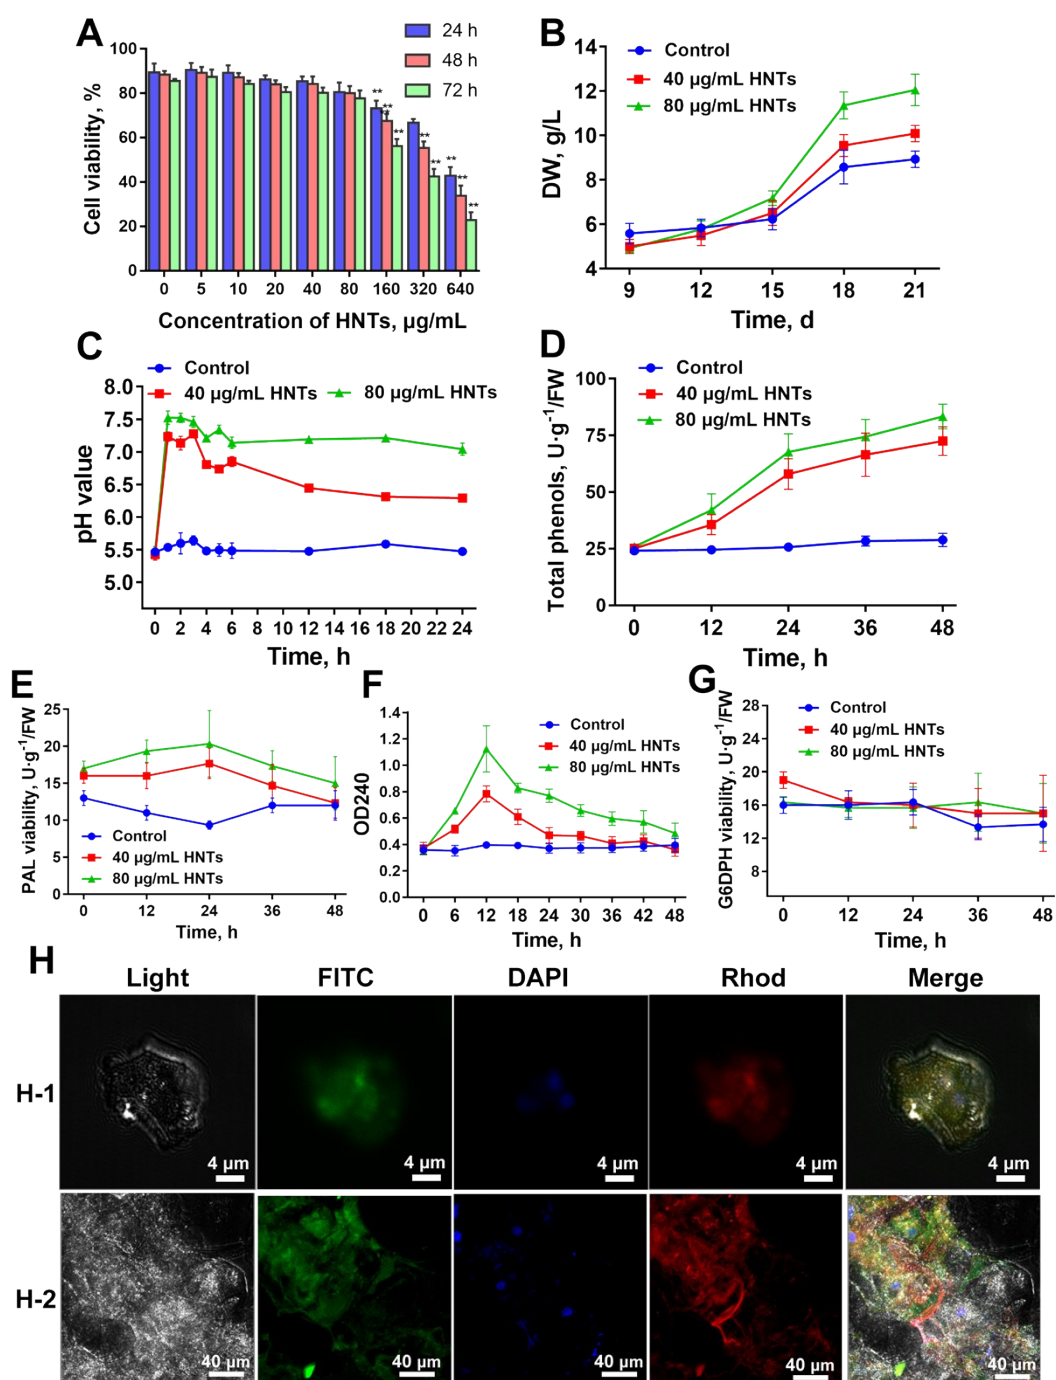 A
24 h
48 h
72 h
Cell viability, %
100
80
60
40
20
0
** ** ** ** ** ** ** **
0 5 10 20 40 80 160 320 640
Concentration of HNTs, µg/mL
B
Control
40 µg/mL HNTs
80 µg/mL HNTs
DW, g/L
14
12
10
8
6
4
9 12 15 18 21
Time, d
C
Control
40 µg/mL HNTs 80 µg/mL HNTs
pH value
8.0
7.5
7.0
6.5
6.0
5.5
5.0
0 2 4 6 8 10 12 14 16 18 20 22 24
Time, h
D
Control
40 µg/mL HNTs
80 µg/mL HNTs
Total phenols, U·g⁻¹/FW
100
75
50
25
0
0 12 24 36 48
Time, h
E
PAL viability, U·g⁻¹/FW
25
20
15
10
5
0
Control
40 µg/mL HNTs
80 µg/mL HNTs
0 12 24 36 48
Time, h
F
Control
40 µg/mL HNTs
80 µg/mL HNTs
OD240
1.4
1.2
1.0
0.8
0.6
0.4
0.2
0.0
0 6 12 18 24 30 36 42 48
Time, h
G
Control
40 µg/mL HNTs
80 µg/mL HNTs
G6DPH viability, U·g⁻¹/FW
28
24
20
16
12
8
0 12 24 36 48
Time, h
H
Light FITC DAPI Rhod Merge
H-1
4 µm 4 µm 4 µm 4 µm 4 µm
H-2
40 µm 40 µm 40 µm 40 µm 40 µm